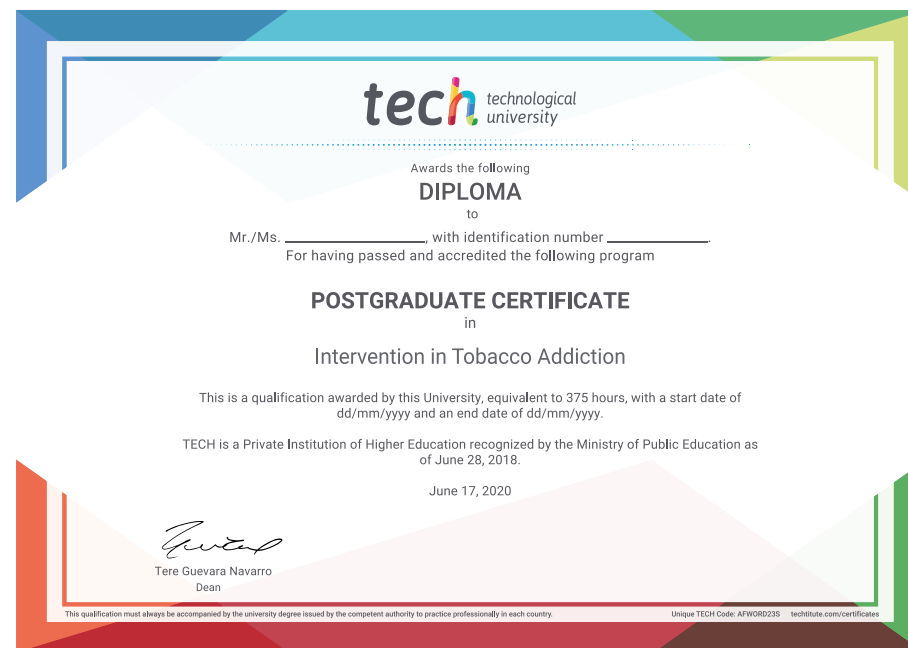 tech technological
university
Awards the following
DIPLOMA
to
Mr./Ms. ____________________, with identification number ______________.
For having passed and accredited the following program
POSTGRADUATE CERTIFICATE
in
Intervention in Tobacco Addiction
This is a qualification awarded by this University, equivalent to 375 hours, with a start date of
dd/mm/yyyy and an end date of dd/mm/yyyy.
TECH is a Private Institution of Higher Education recognized by the Ministry of Public Education as
of June 28, 2018.
June 17, 2020
Tere Guevara Navarro
Dean
This qualification must always be accompanied by the university degree issued by the competent authority to practice professionally in each country. Unique TECH Code: AFWORD23S techtitute.com/certificates